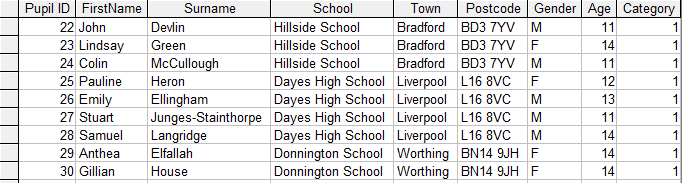 Pupil ID FirstName Surname School Town Postcode Gender Age Category
22 John Devlin Hillside School Bradford BD3 7YV M 11 1
23 Lindsay Green Hillside School Bradford BD3 7YV F 14 1
24 Colin McCullough Hillside School Bradford BD3 7YV M 11 1
25 Pauline Heron Dayes High School Liverpool L16 8VC F 12 1
26 Emily Ellingham Dayes High School Liverpool L16 8VC M 13 1
27 Stuart Junges-Stainthorpe Dayes High School Liverpool L16 8VC M 11 1
28 Samuel Langridge Dayes High School Liverpool L16 8VC M 14 1
29 Anthea Elfallah Donnington School Worthing BN14 9JH F 14 1
30 Gillian House Donnington School Worthing BN14 9JH F 14 1